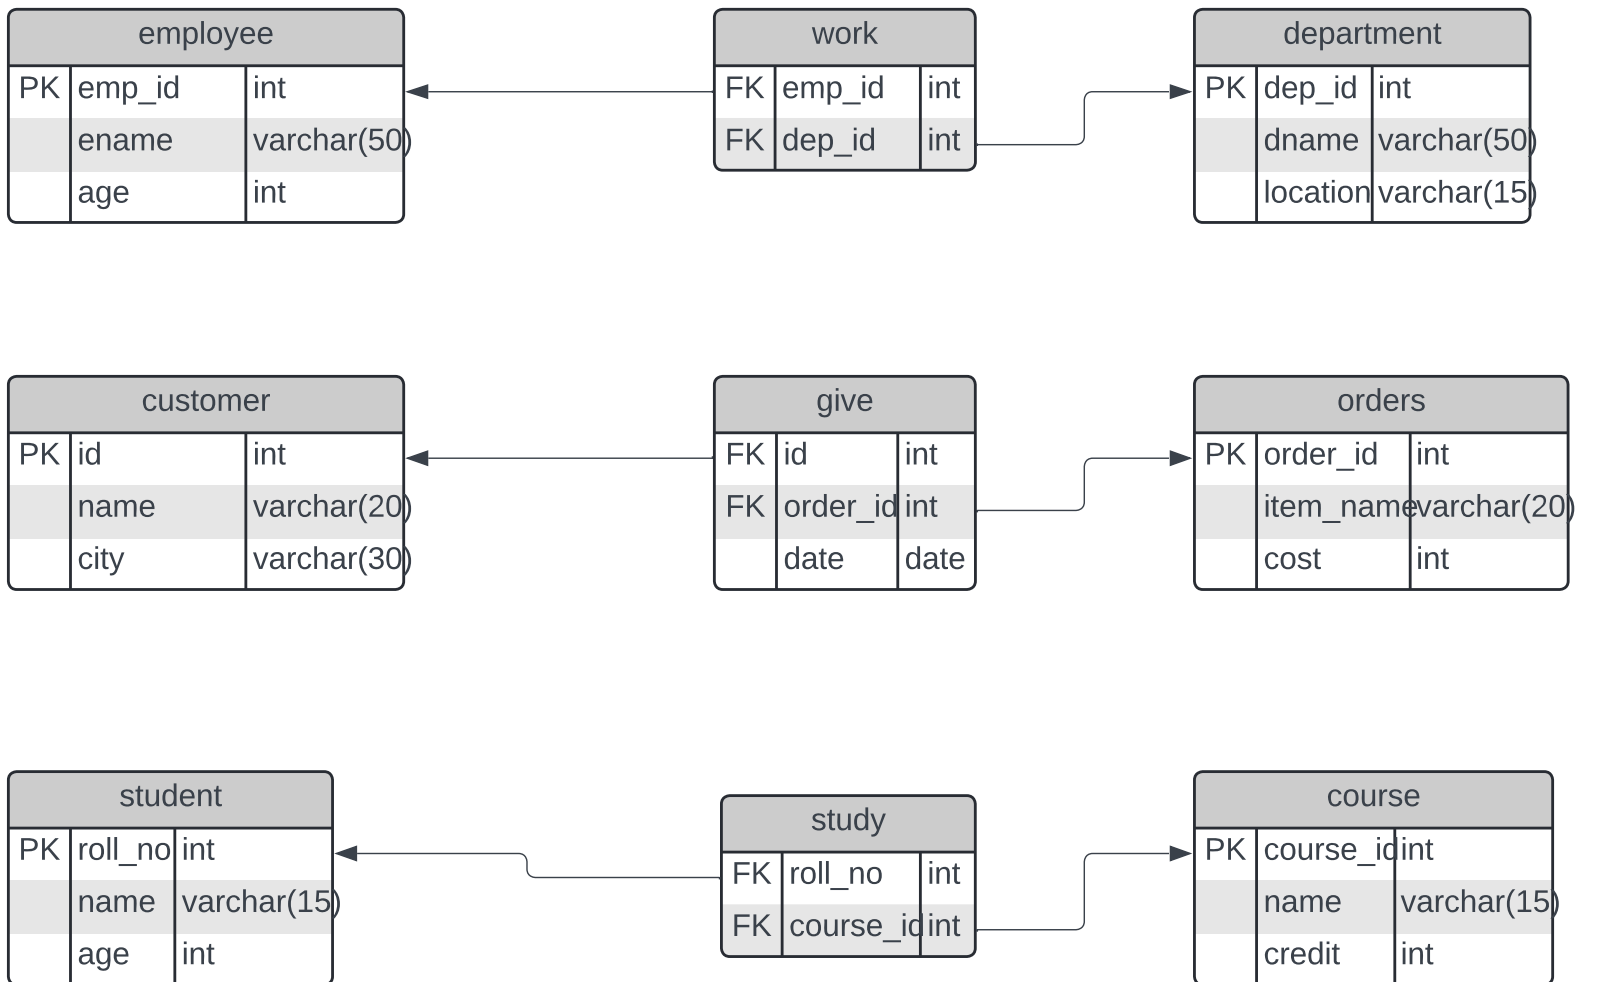 employee
PK emp_id int
ename varchar(50)
age int
work
FK emp_id int
FK dep_id int
department
PK dep_id int
dname varchar(50)
location varchar(15)
customer
PK id int
name varchar(20)
city varchar(30)
give
FK id int
FK order_id int
date date
orders
PK order_id int
item_name varchar(20)
cost int
student
PK roll_no int
name varchar(15)
age int
study
FK roll_no int
FK course_id int
course
PK course_id int
name varchar(15)
credit int